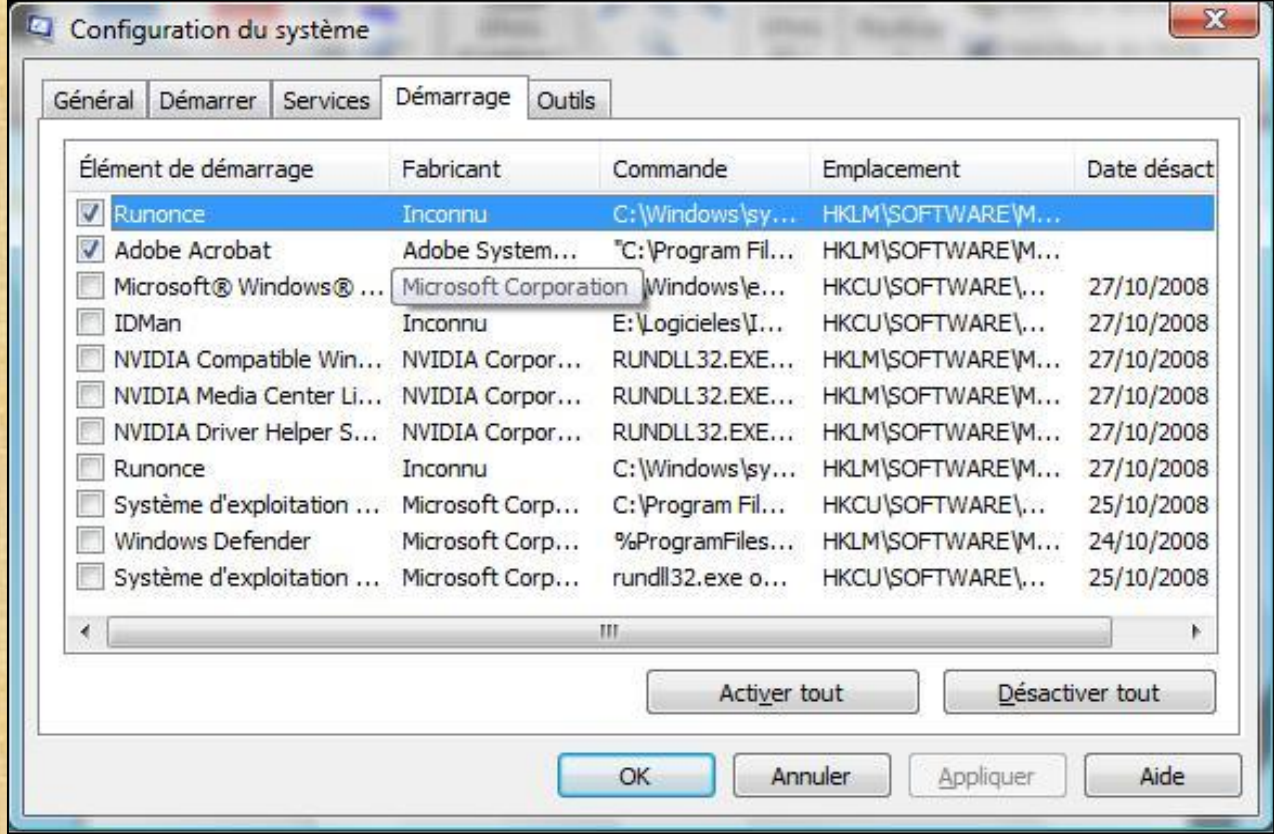 Configuration du système
Général Démarrer Services Démarrage Outils
Élément de démarrage Fabricant Commande Emplacement Date désact
Runonce Inconnu C:\Windows\sy... HKLM\SOFTWARE\M...
Adobe Acrobat Adobe System... "C:\Program Fil... HKLM\SOFTWARE\M...
Microsoft® Windows® ... Microsoft Corporation Windows\e... HKCU\SOFTWARE\... 27/10/2008
IDMan Inconnu E:\Logicieles\I... HKCU\SOFTWARE\... 27/10/2008
NVIDIA Compatible Win... NVIDIA Corpor... RUNDLL32.EXE... HKLM\SOFTWARE\M... 27/10/2008
NVIDIA Media Center Li... NVIDIA Corpor... RUNDLL32.EXE... HKLM\SOFTWARE\M... 27/10/2008
NVIDIA Driver Helper S... NVIDIA Corpor... RUNDLL32.EXE... HKLM\SOFTWARE\M... 27/10/2008
Runonce Inconnu C:\Windows\sy... HKLM\SOFTWARE\M... 27/10/2008
Système d'exploitation ... Microsoft Corp... C:\Program Fil... HKCU\SOFTWARE\... 25/10/2008
Windows Defender Microsoft Corp... %ProgramFiles... HKLM\SOFTWARE\M... 24/10/2008
Système d'exploitation ... Microsoft Corp... rundll32.exe o... HKCU\SOFTWARE\... 25/10/2008
Activer tout Désactiver tout
OK Annuler Appliquer Aide